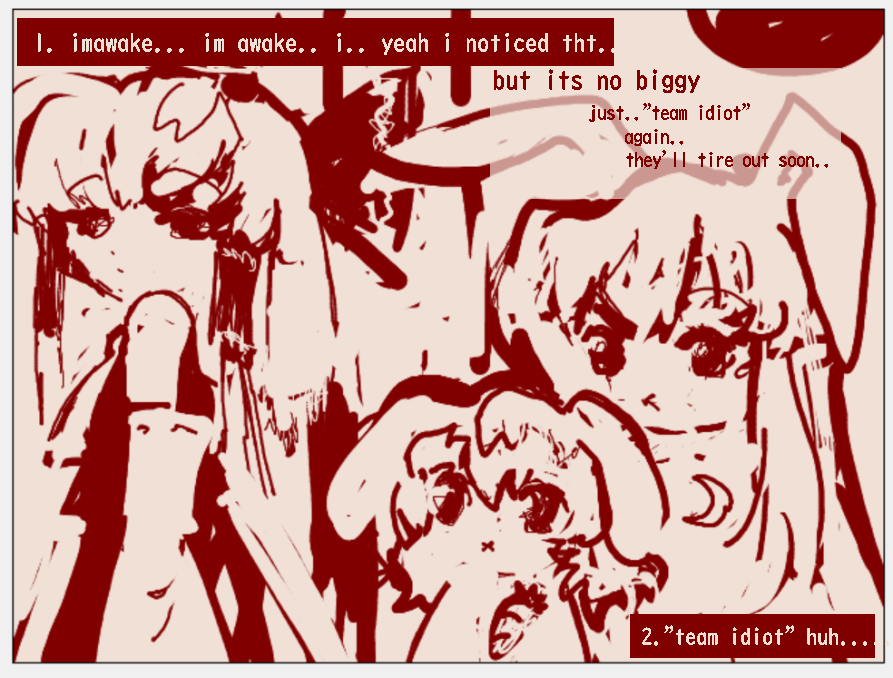 1. imawake... im awake.. i.. yeah i noticed tht..
but its no biggy
just.."team idiot"
again..
they'll tire out soon..
2."team idiot" huh....